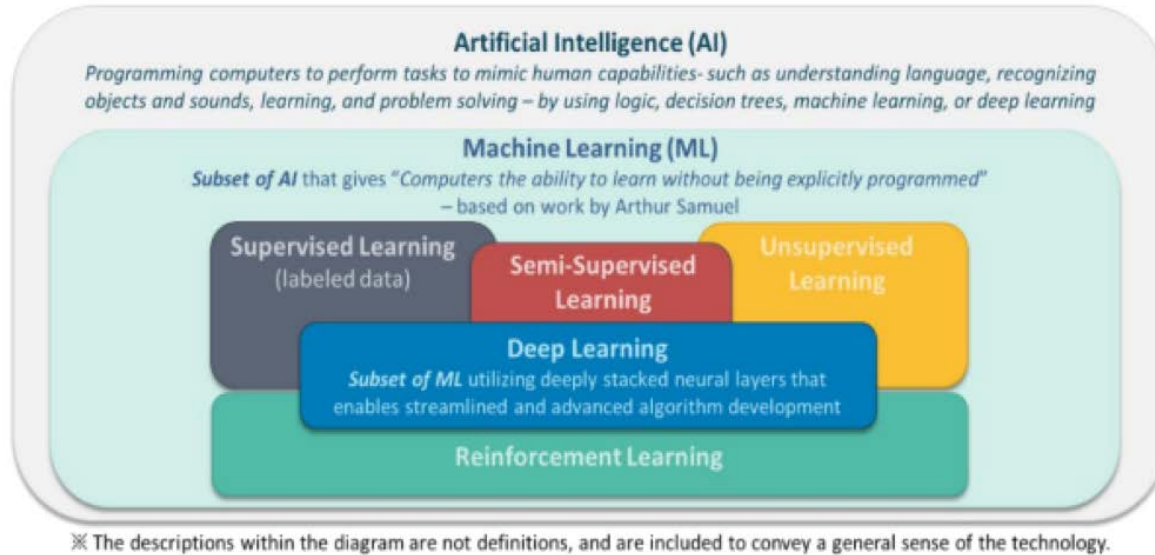 Artificial Intelligence (AI)
Programming computers to perform tasks to mimic human capabilities- such as understanding language, recognizing
objects and sounds, learning, and problem solving – by using logic, decision trees, machine learning, or deep learning
Machine Learning (ML)
Subset of AI that gives “Computers the ability to learn without being explicitly programmed”
– based on work by Arthur Samuel
Supervised Learning
(labeled data)
Semi-Supervised
Learning
Unsupervised
Learning
Deep Learning
Subset of ML utilizing deeply stacked neural layers that
enables streamlined and advanced algorithm development
Reinforcement Learning
※ The descriptions within the diagram are not definitions, and are included to convey a general sense of the technology.